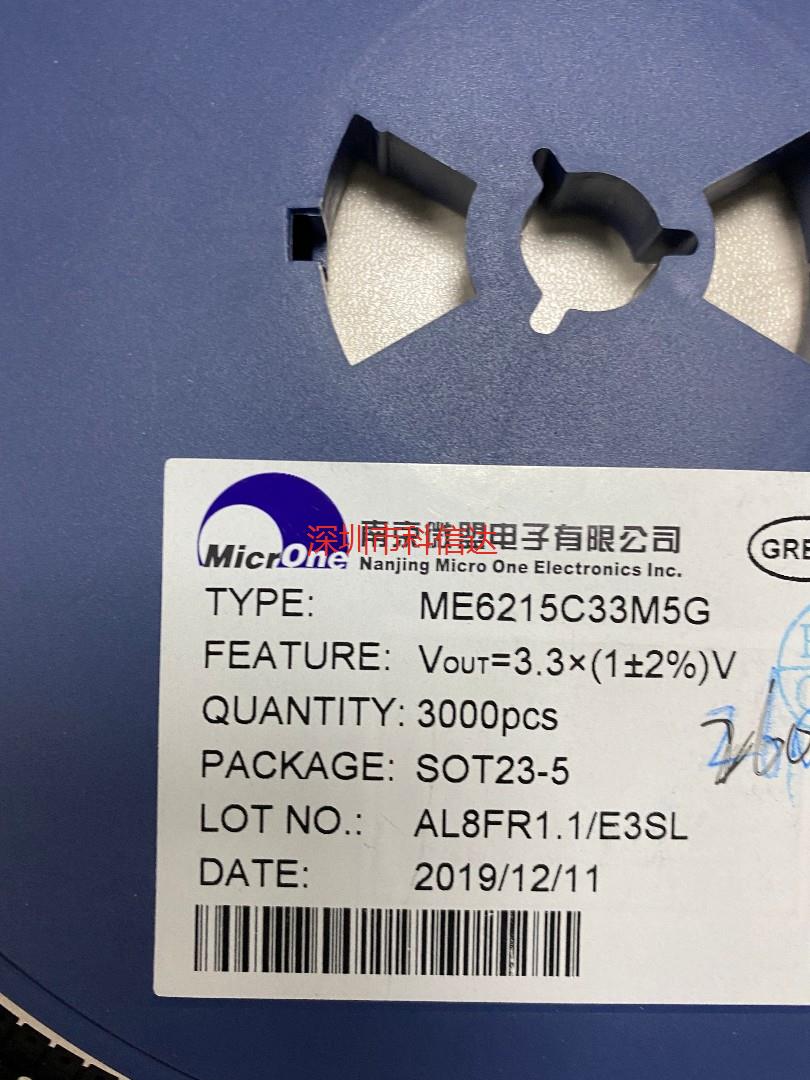 MicrOne
南京微盟电子有限公司
深圳市科信达
Nanjing Micro One Electronics Inc.
GRE
TYPE: ME6215C33M5G
FEATURE: VOUT=3.3×(1±2%)V
QUANTITY: 3000pcs
PACKAGE: SOT23-5
LOT NO.: AL8FR1.1/E3SL
DATE: 2019/12/11